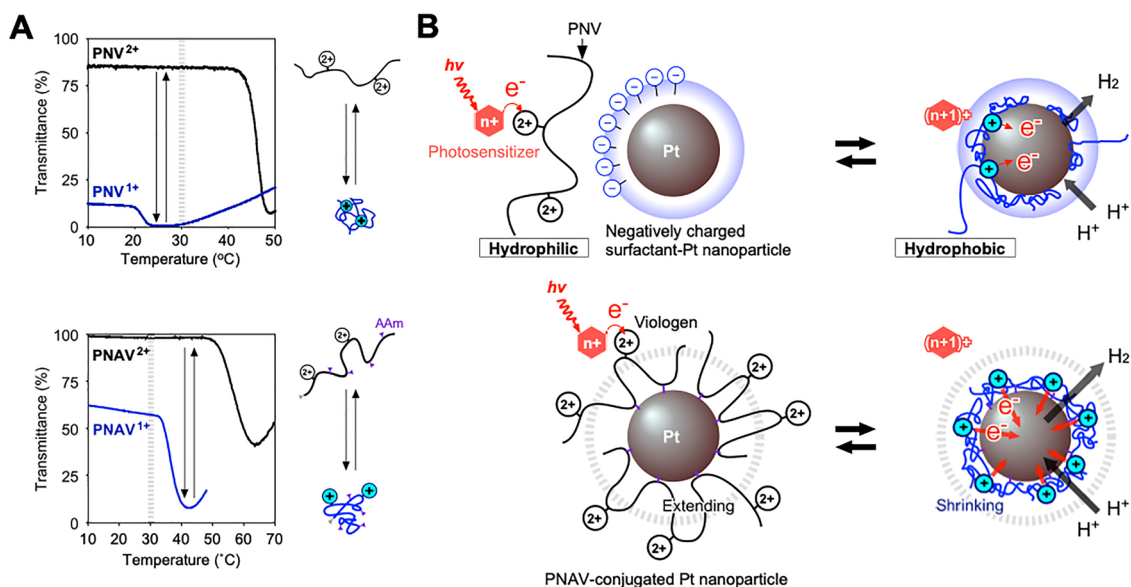 A
100
75
50
25
0
Transmittance (%)
PNV2+
PNV1+
10 20 30 40 50
Temperature (ºC)
2+
2+
+
+
100
75
50
25
0
Transmittance (%)
PNAV2+
PNAV1+
10 20 30 40 50 60 70
Temperature (˚C)
AAm
2+
2+
+
+
B
PNV
hν
e-
n+
2+
Photosensitizer
2+
Hydrophilic
− − − − − − − −
Pt
Negatively charged
surfactant-Pt nanoparticle
(n+1)+
H2
+
e-
+
e-
H+
H+
Hydrophobic
hν
e-
n+
2+
Viologen
2+
2+
2+
Pt
2+
2+
2+
Extending
PNAV-conjugated Pt nanoparticle
(n+1)+
H2
+
+
e-
+
e-
+
+
+
+
Shrinking
H+
H+